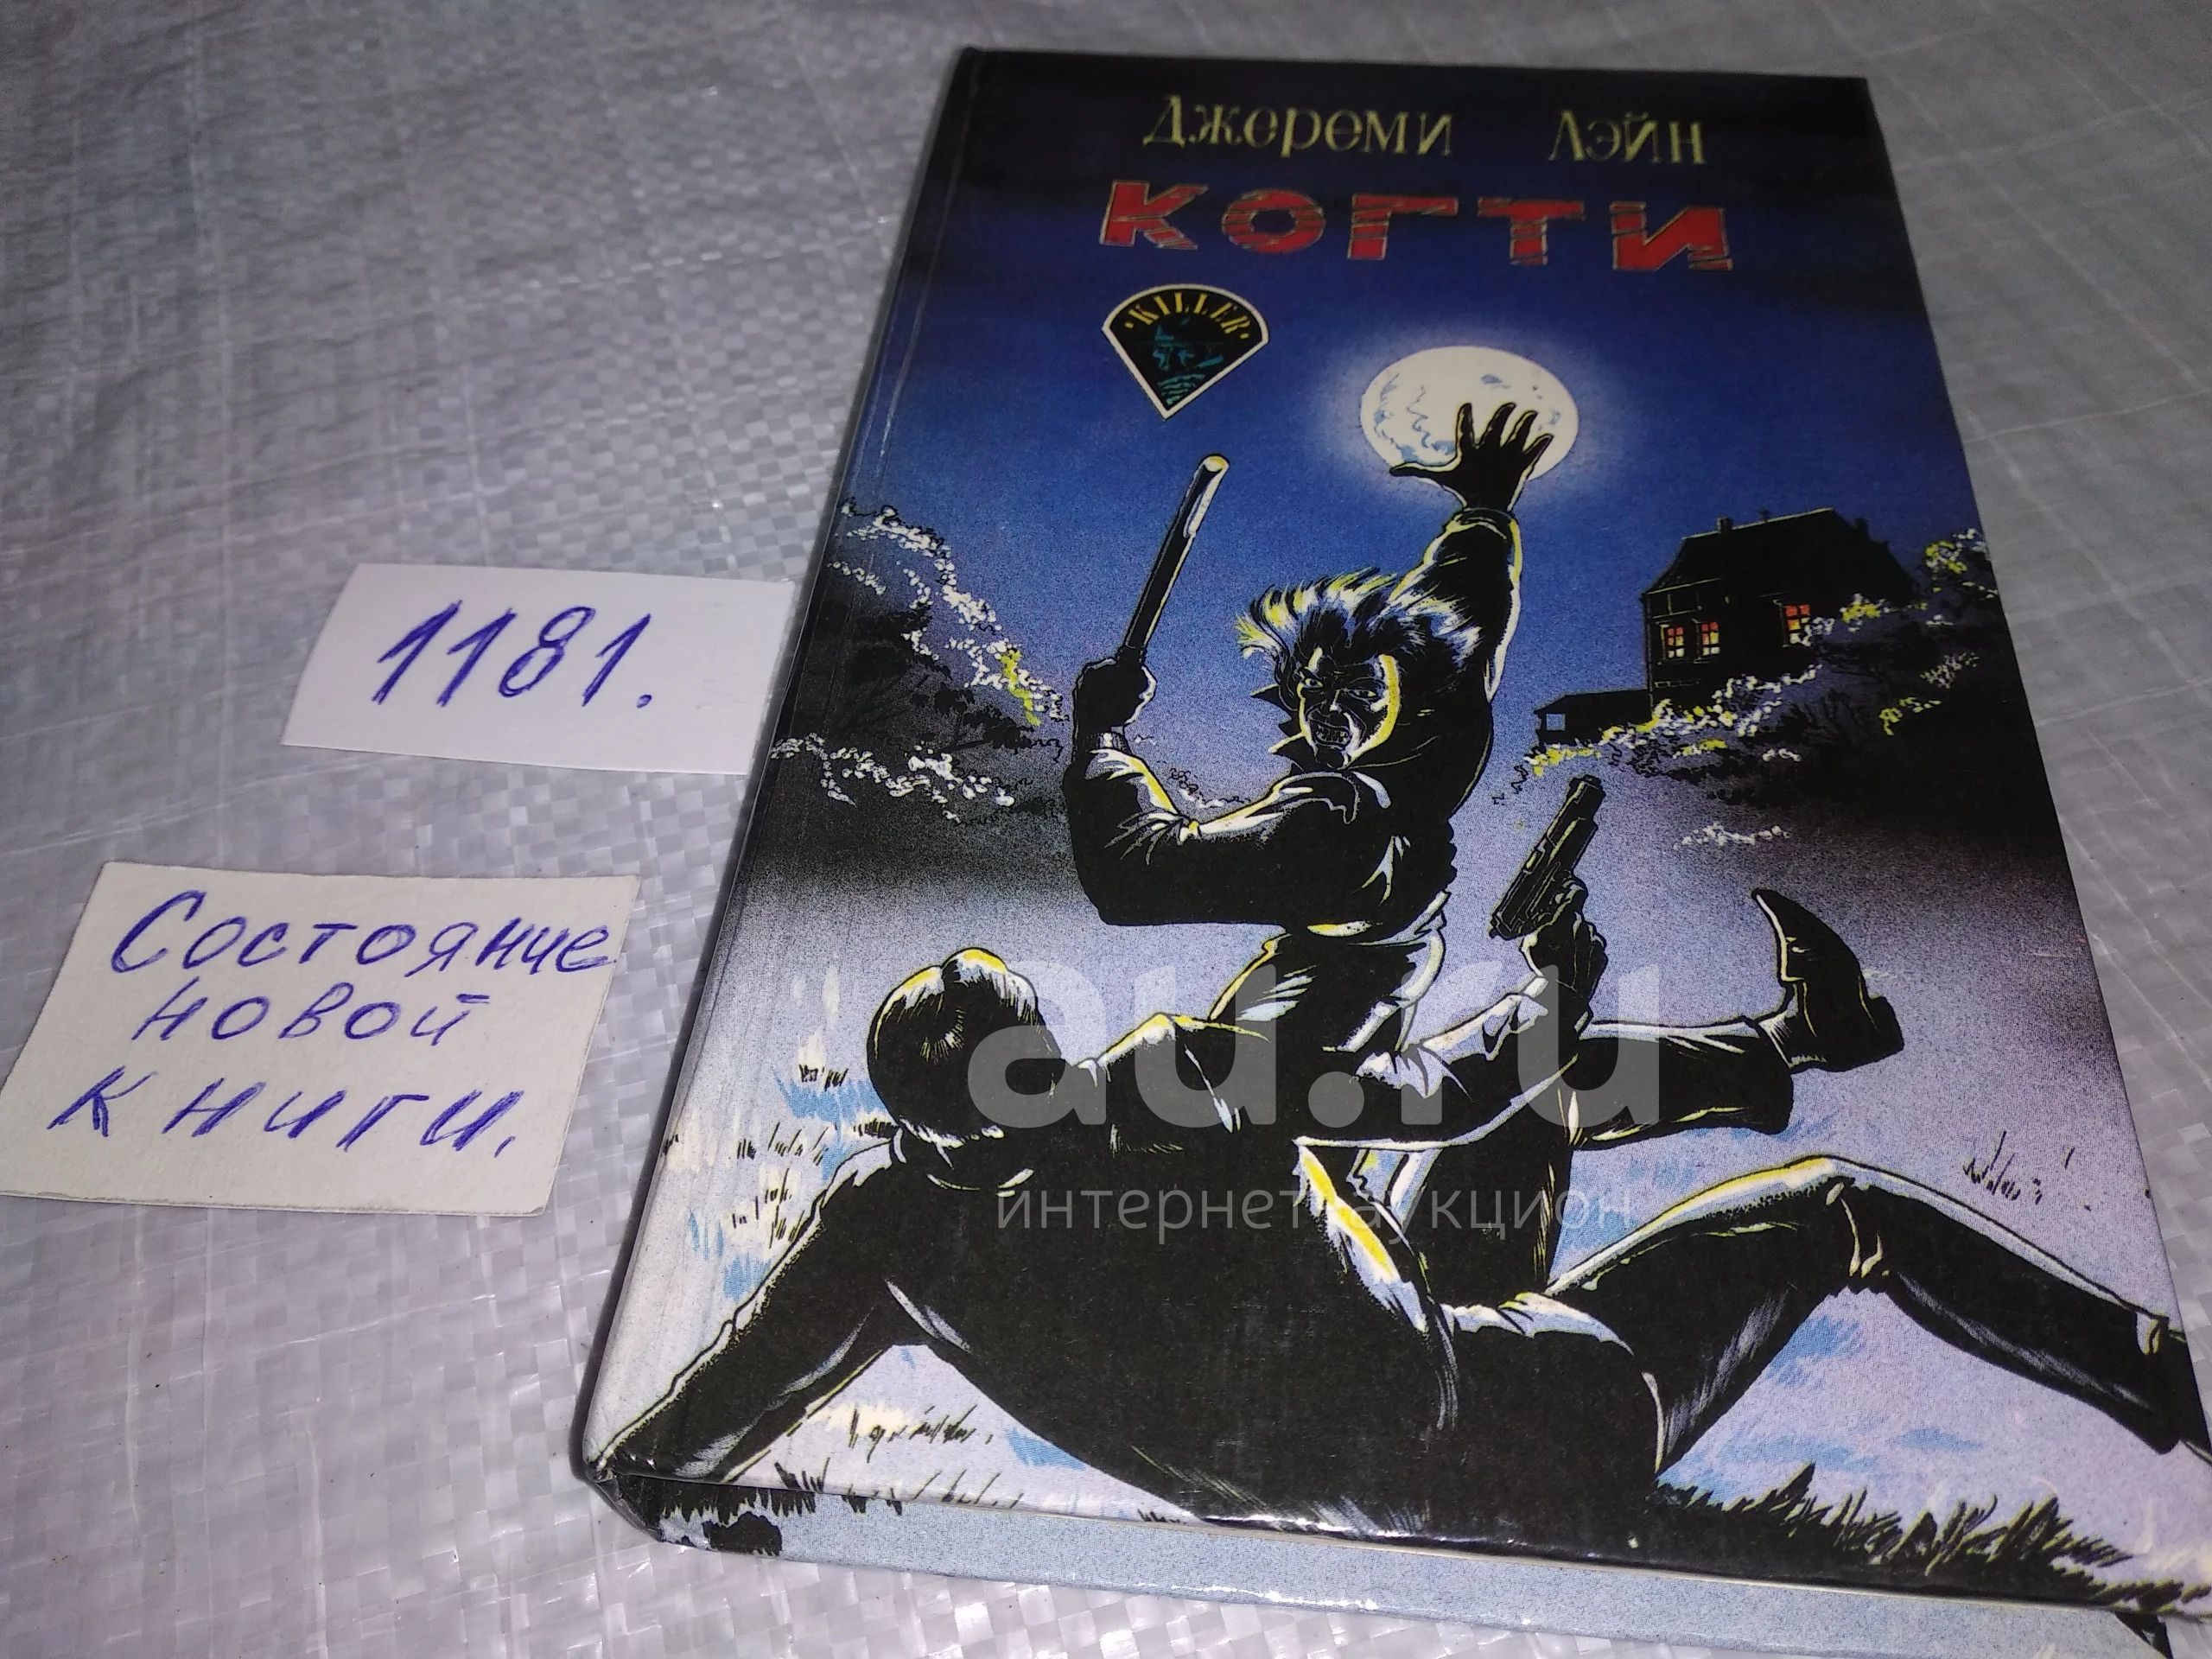 Джереми Лэйн
КОГТИ
"KILLER"
1181.
Состояние
новой
книги.
au.ru
интернет-аукцион